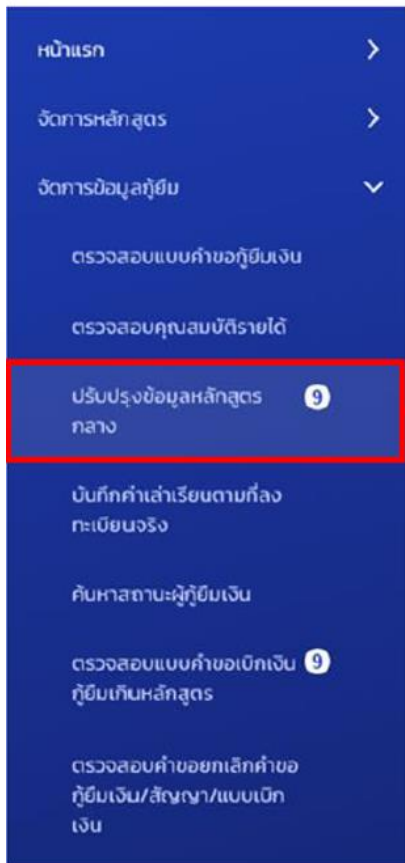 หน้าแรก
จัดการหลักสูตร
จัดการข้อมูลกู้ยืม
ตรวจสอบแบบคำขอกู้ยืมเงิน
ตรวจสอบคุณสมบัติรายได้
ปรับปรุงข้อมูลหลักสูตร 9
กลาง
บันทึกค่าเล่าเรียนตามที่ลง
ทะเบียนจริง
ค้นหาสถานะผู้กู้ยืมเงิน
ตรวจสอบแบบคำขอเบิกเงิน 9
กู้ยืมเกินหลักสูตร
ตรวจสอบคำขอยกเลิกคำขอ
กู้ยืมเงิน/สัญญา/แบบเบิก
เงิน